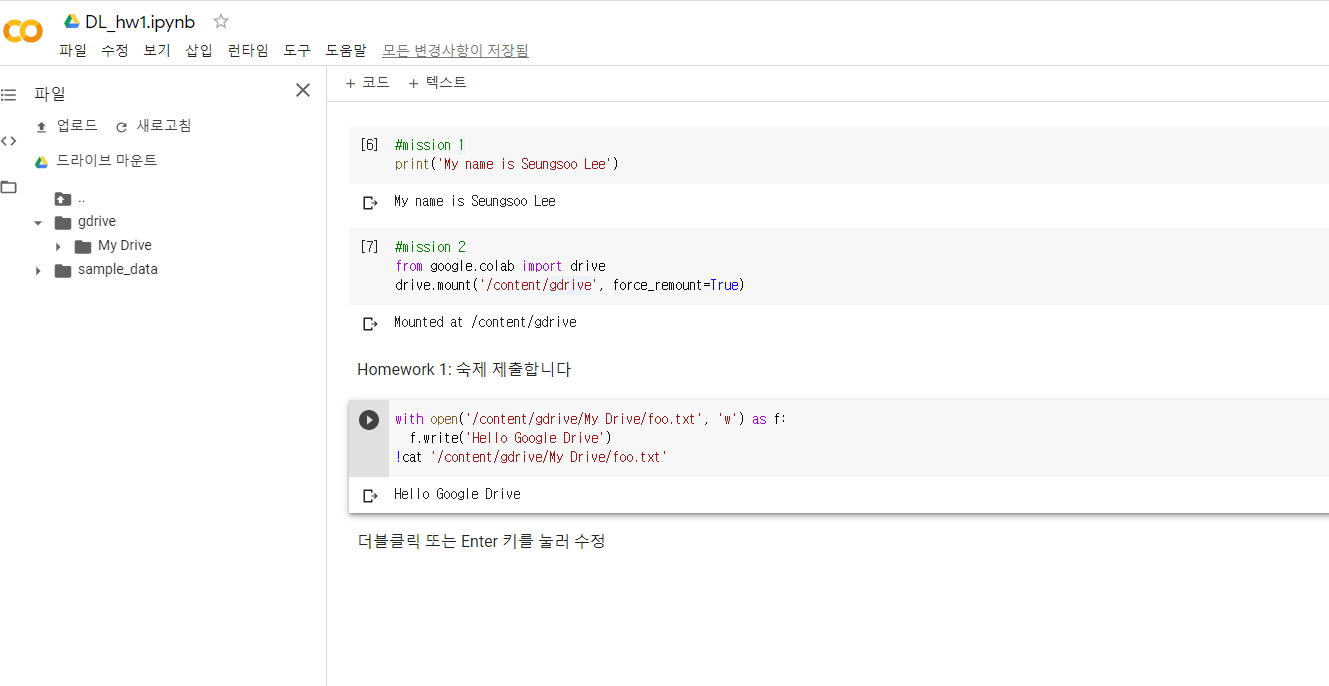 DL_hw1.ipynb
파일 수정 보기 삽입 런타임 도구 도움말 모든 변경사항이 저장됨
파일
업로드 새로고침
드라이브 마운트
..
gdrive
My Drive
sample_data
+ 코드 + 텍스트
[6] #mission 1
print('My name is Seungsoo Lee')
My name is Seungsoo Lee
[7] #mission 2
from google.colab import drive
drive.mount('/content/gdrive', force_remount=True)
Mounted at /content/gdrive
Homework 1: 숙제 제출합니다
with open('/content/gdrive/My Drive/foo.txt', 'w') as f:
  f.write('Hello Google Drive')
!cat '/content/gdrive/My Drive/foo.txt'
Hello Google Drive
더블클릭 또는 Enter 키를 눌러 수정